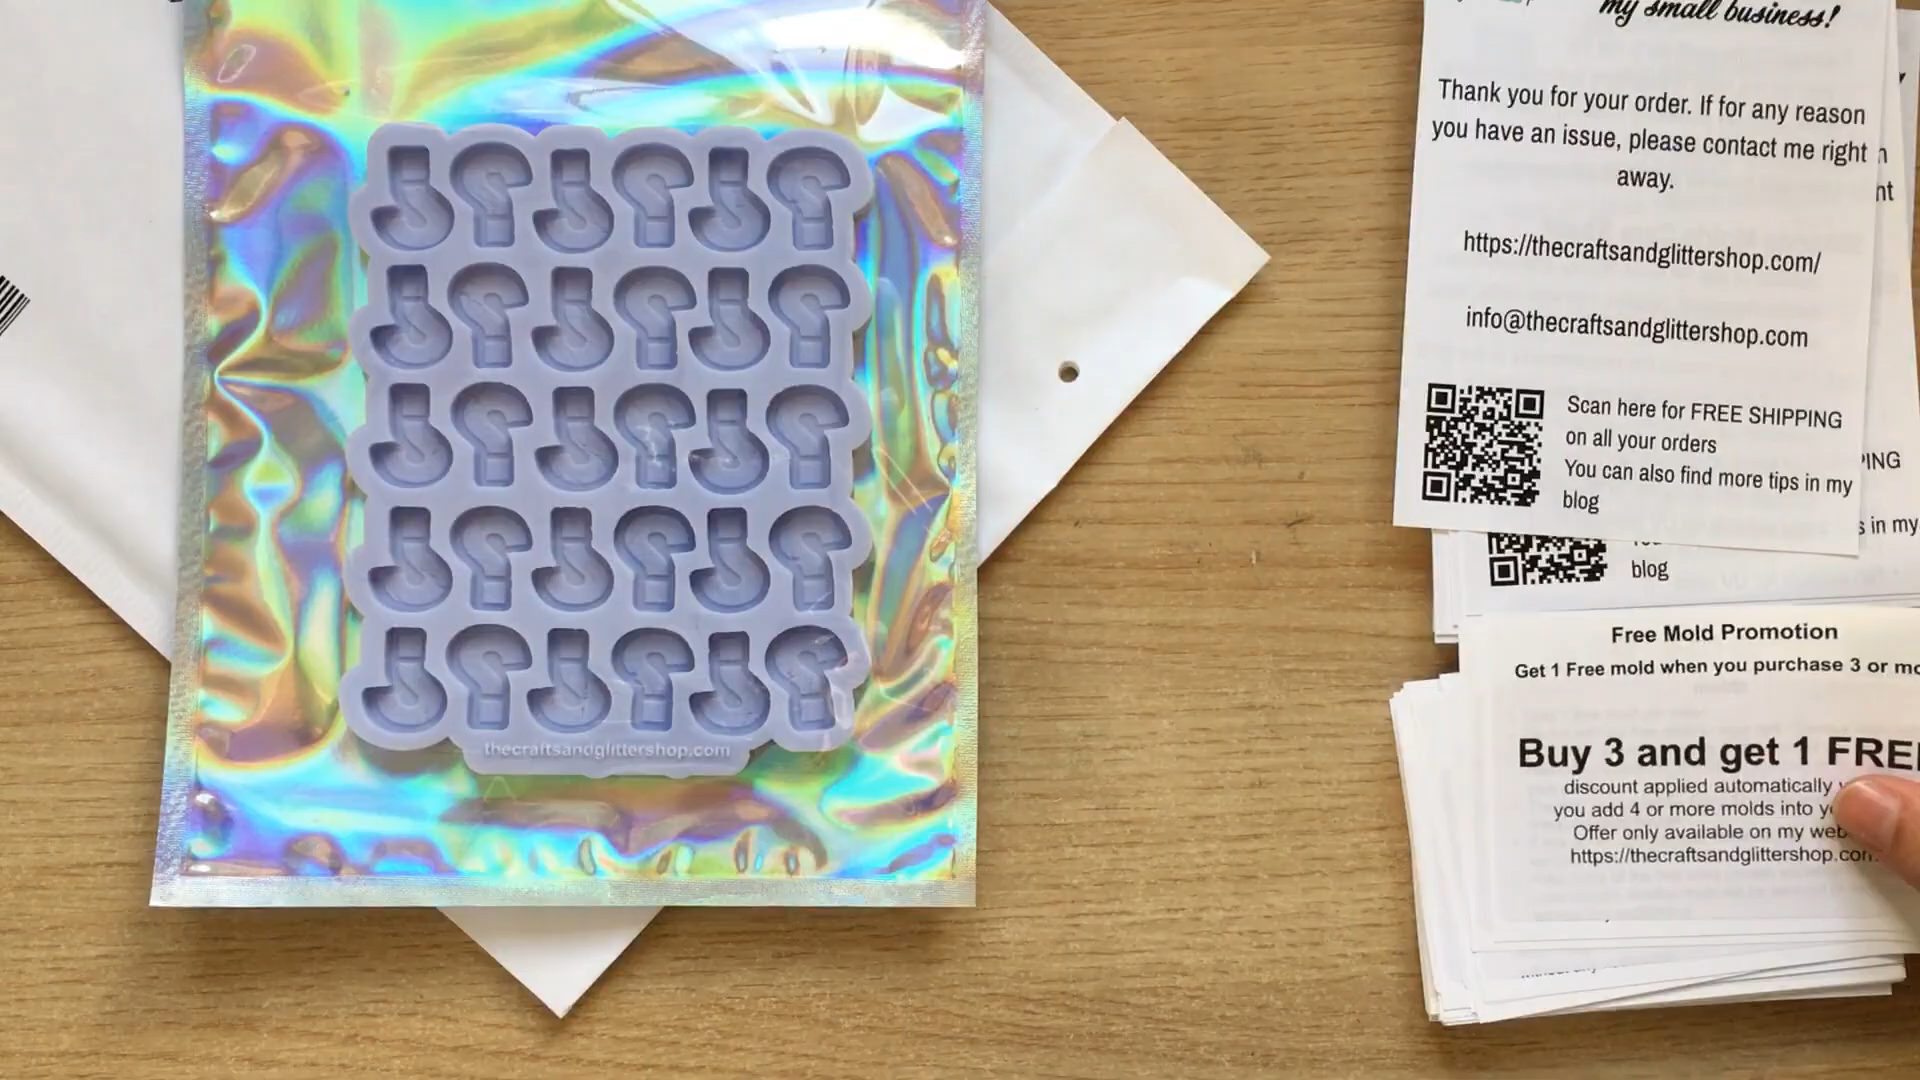 my small business!
Thank you for your order. If for any reason
you have an issue, please contact me right
away.
https://thecraftsandglittershop.com/
info@thecraftsandglittershop.com
Scan here for FREE SHIPPING
on all your orders
You can also find more tips in my
blog
s in my
blog
Free Mold Promotion
Get 1 Free mold when you purchase 3 or
Buy 3 and get 1 FREE
discount applied automatically
you add 4 or more molds into
Offer only available on my
https://thecraftsandglittershop.com
thecraftsandglittershop.com